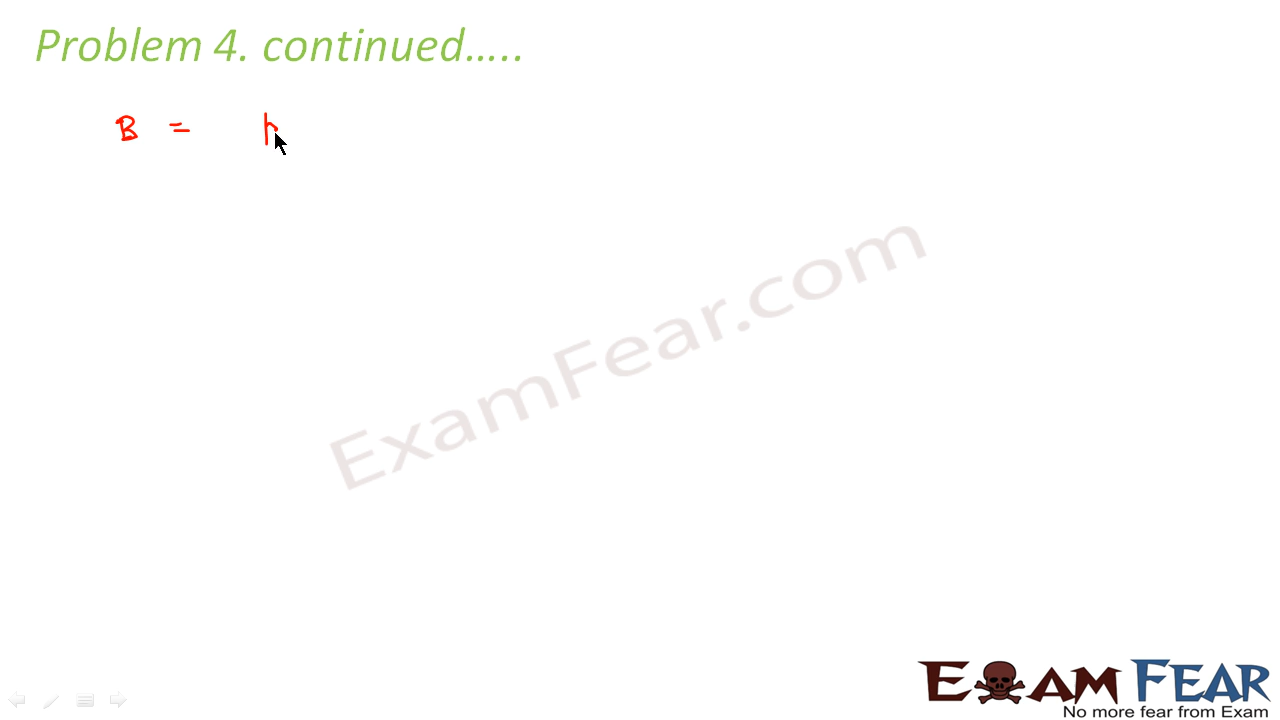 Problem 4. continued…..
B =
ExamFear.com
EXAM FEAR
No more fear from Exam